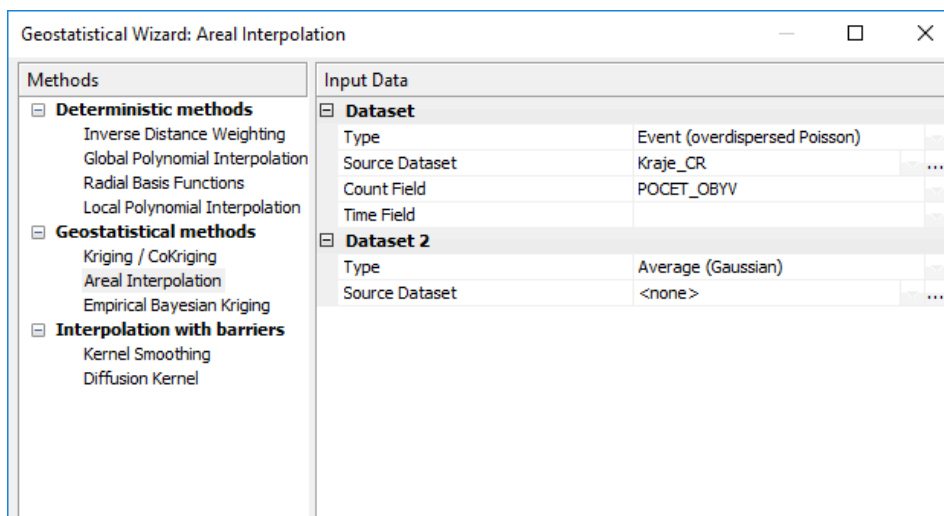 Geostatistical Wizard: Areal Interpolation
Methods
Deterministic methods
Inverse Distance Weighting
Global Polynomial Interpolation
Radial Basis Functions
Local Polynomial Interpolation
Geostatistical methods
Kriging / CoKriging
Areal Interpolation
Empirical Bayesian Kriging
Interpolation with barriers
Kernel Smoothing
Diffusion Kernel
Input Data
Dataset
Type Event (overdispersed Poisson)
Source Dataset Kraje_CR ...
Count Field POCET_OBYV
Time Field
Dataset 2
Type Average (Gaussian)
Source Dataset <none> ...